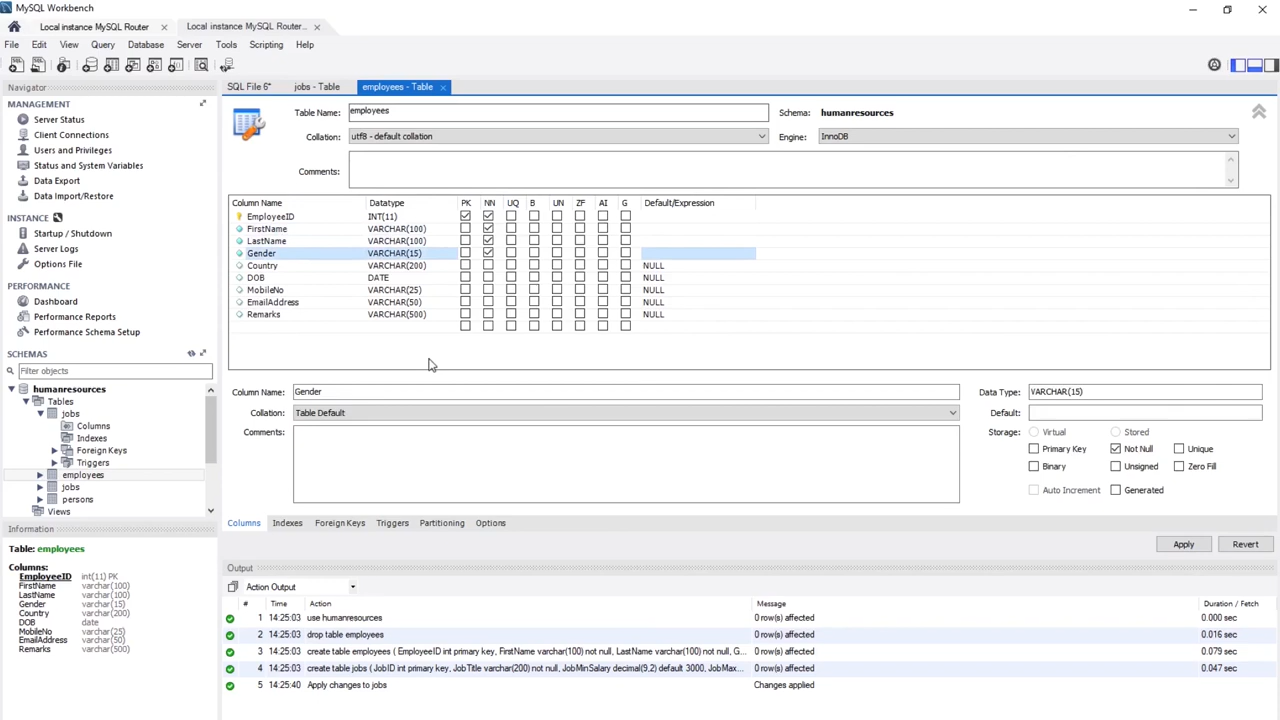 MySQL Workbench
Local instance MySQL Router
Local instance MySQL Router...
File Edit View Query Database Server Tools Scripting Help
Navigator
MANAGEMENT
Server Status
Client Connections
Users and Privileges
Status and System Variables
Data Export
Data Import/Restore
INSTANCE
Startup / Shutdown
Server Logs
Options File
PERFORMANCE
Dashboard
Performance Reports
Performance Schema Setup
SCHEMAS
Filter objects
humanresources
Tables
jobs
Columns
Indexes
Foreign Keys
Triggers
employees
jobs
persons
Views
Information
Table: employees
Columns:
EmployeeID int(11) PK
FirstName varchar(100)
LastName varchar(100)
Gender varchar(15)
Country varchar(200)
DOB date
MobileNo varchar(25)
EmailAddress varchar(50)
Remarks varchar(500)
SQL File 6* jobs - Table employees - Table
Table Name: employees Schema: humanresources
Collation: utf8 - default collation Engine: InnoDB
Comments:
Column Name Datatype PK NN UQ B UN ZF AI G Default/Expression
EmployeeID INT(11)
FirstName VARCHAR(100)
LastName VARCHAR(100)
Gender VARCHAR(15)
Country VARCHAR(200) NULL
DOB DATE NULL
MobileNo VARCHAR(25) NULL
EmailAddress VARCHAR(50) NULL
Remarks VARCHAR(500) NULL
Column Name: Gender Data Type: VARCHAR(15)
Collation: Table Default Default:
Comments: Storage: Virtual Stored
Primary Key Not Null Unique
Binary Unsigned Zero Fill
Auto Increment Generated
Columns Indexes Foreign Keys Triggers Partitioning Options
Apply Revert
Output
Action Output
# Time Action Message Duration / Fetch
1 14:25:03 use humanresources 0 row(s) affected 0.000 sec
2 14:25:03 drop table employees 0 row(s) affected 0.016 sec
3 14:25:03 create table employees ( EmployeeID int primary key, FirstName varchar(100) not null, LastName varchar(100) not null, G... 0 row(s) affected 0.079 sec
4 14:25:03 create table jobs ( JobID int primary key, JobTitle varchar(200) not null, JobMinSalary decimal(9,2) default 3000, JobMax... 0 row(s) affected 0.047 sec
5 14:25:40 Apply changes to jobs Changes applied